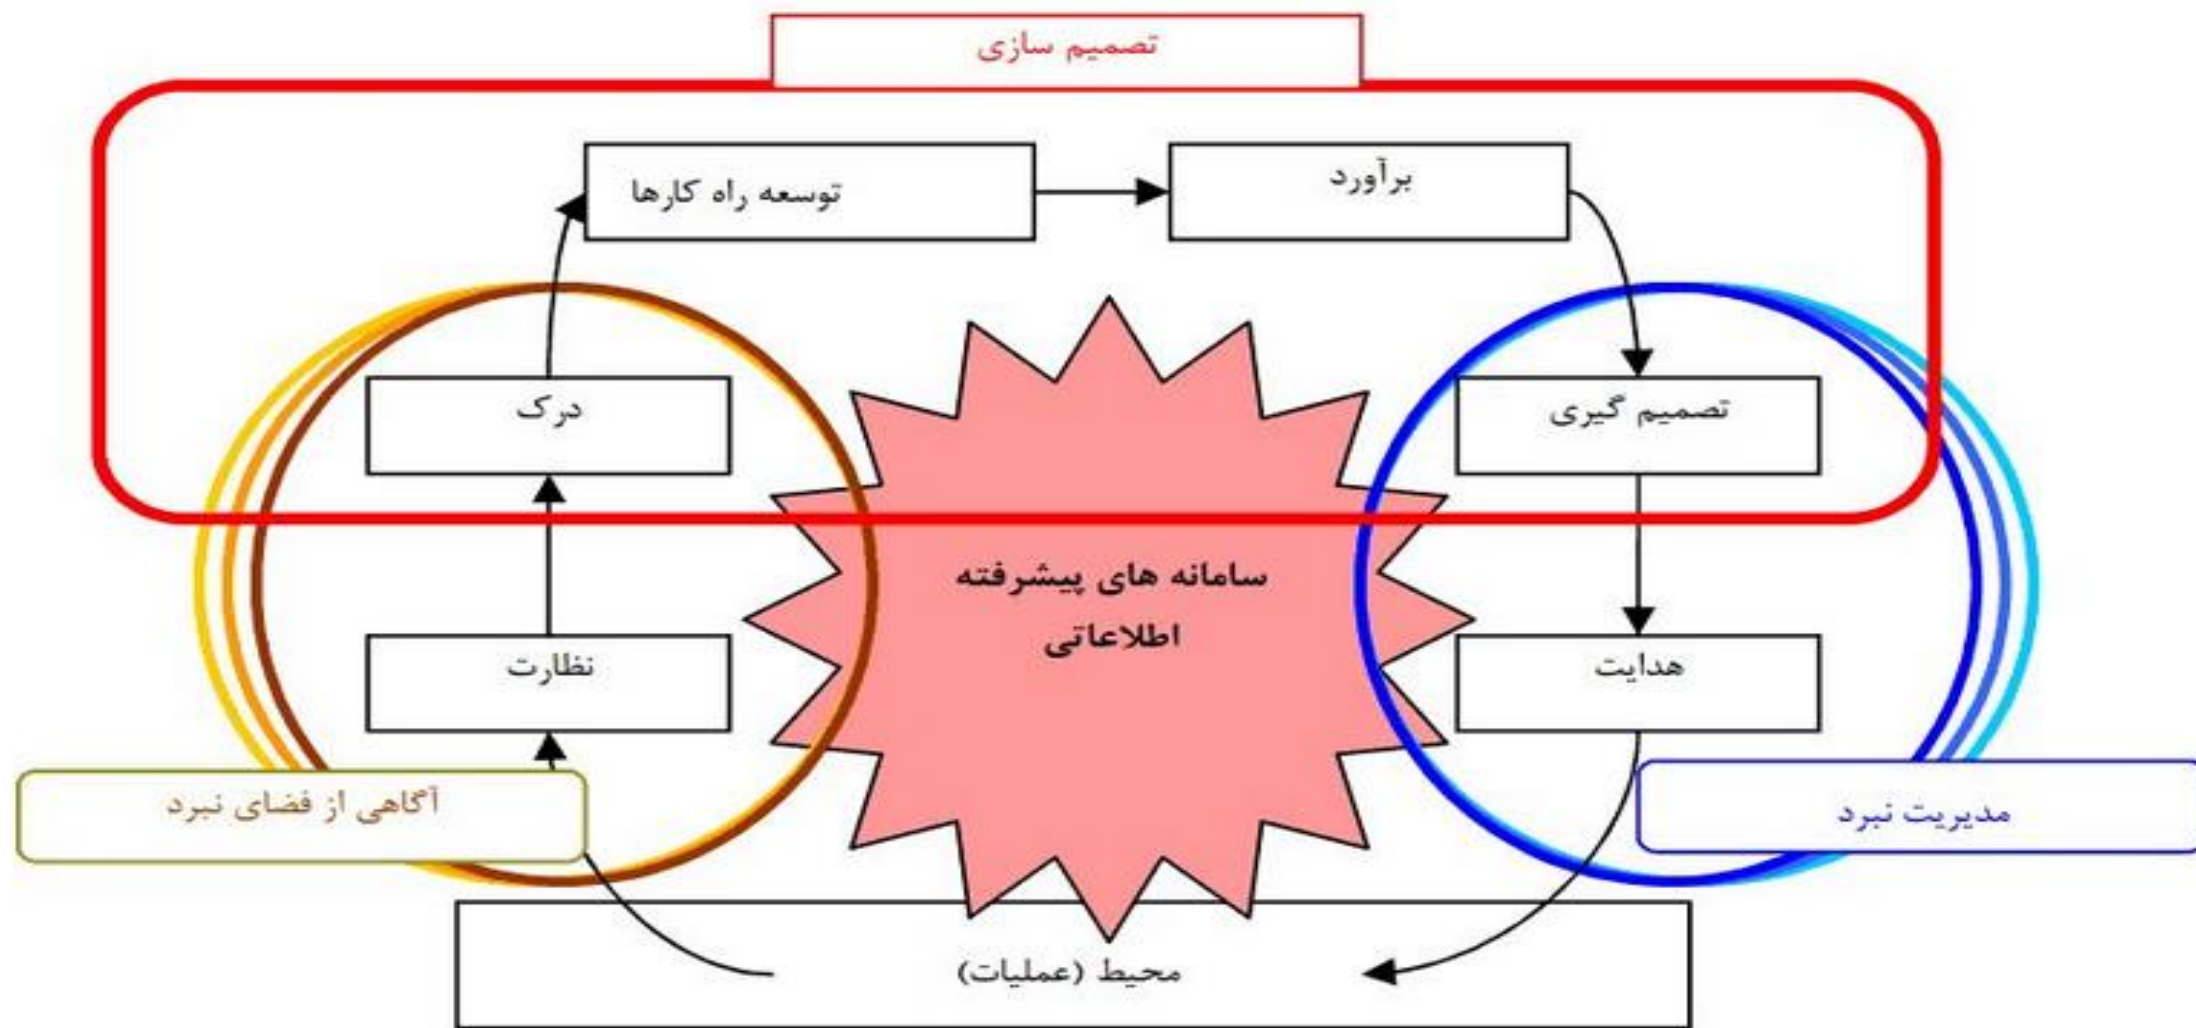 تصمیم سازی
برآورد
توسعه راه کارها
تصمیم گیری
درک
سامانه های پیشرفته
اطلاعاتی
هدایت
نظارت
مدیریت نبرد
آگاهی از فضای نبرد
محیط (عملیات)